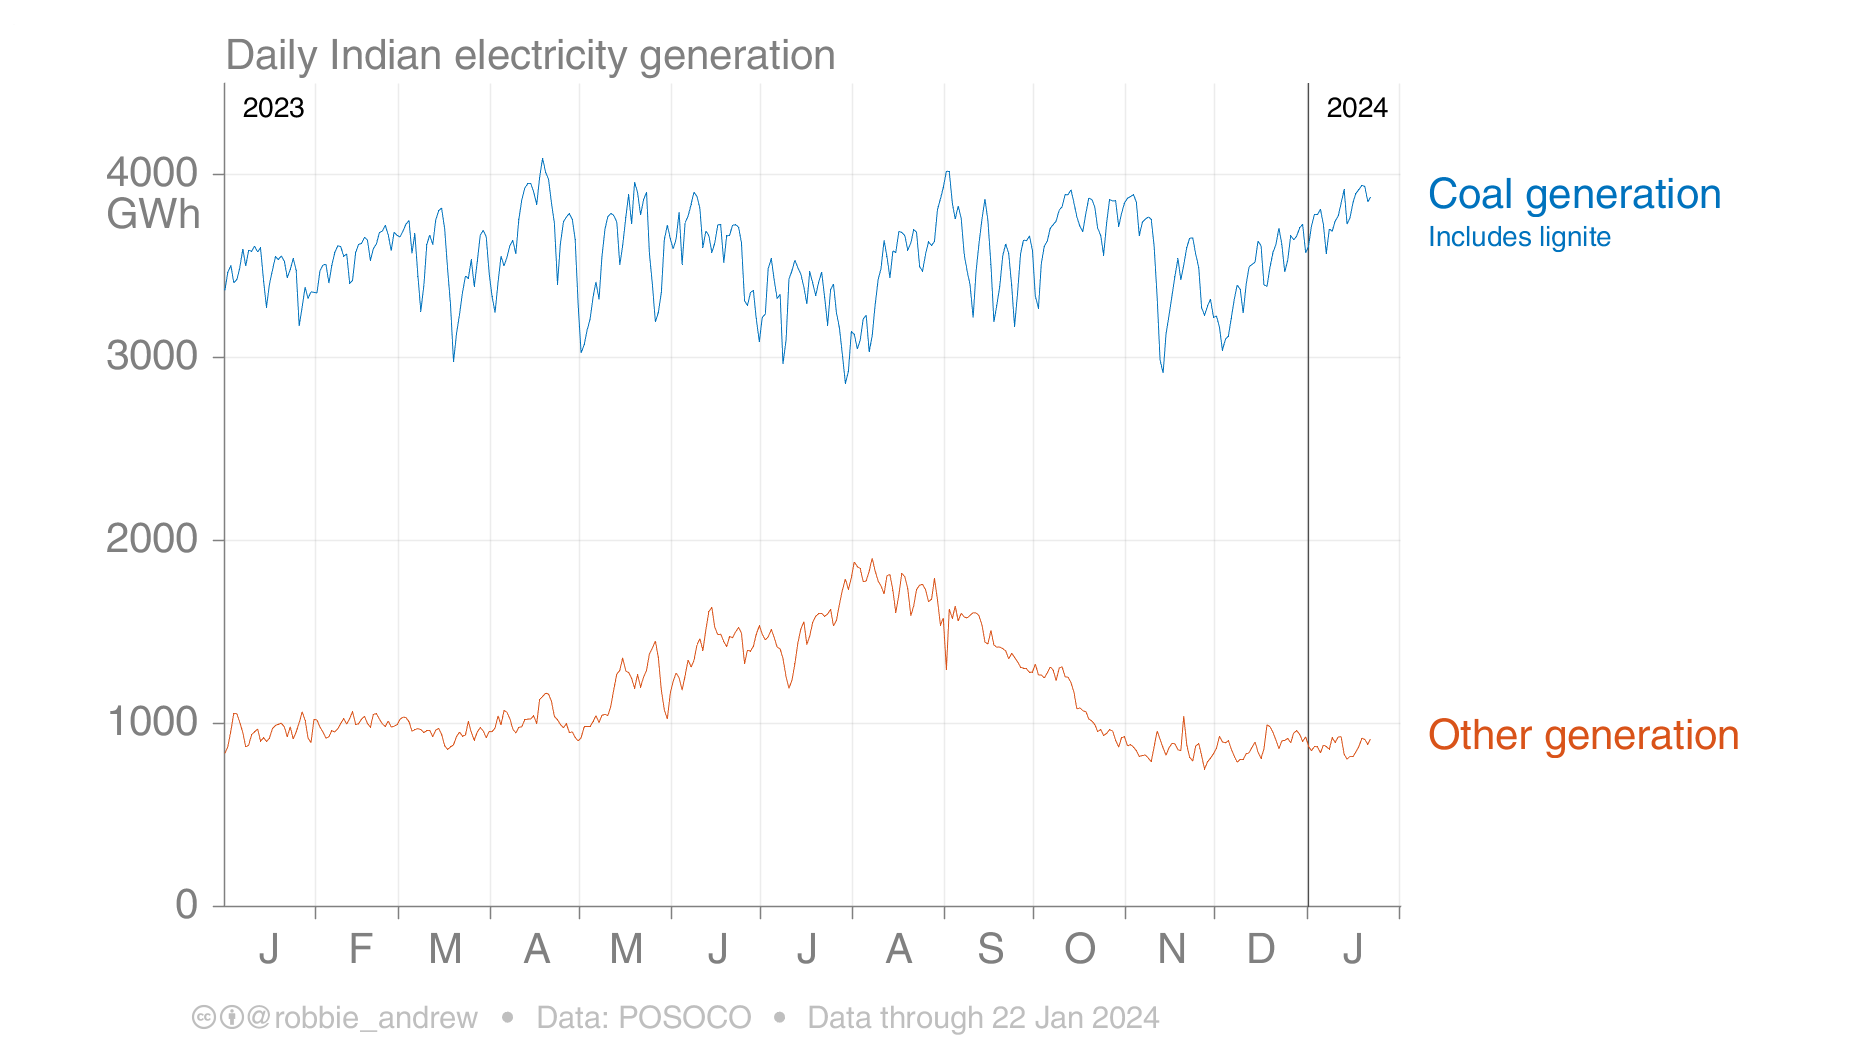 Daily Indian electricity generation
2023
2024
4000
GWh
3000
2000
1000
0
Coal generation
Includes lignite
Other generation
J F M A M J J A S O N D J
cc @robbie_andrew • Data: POSOCO • Data through 22 Jan 2024